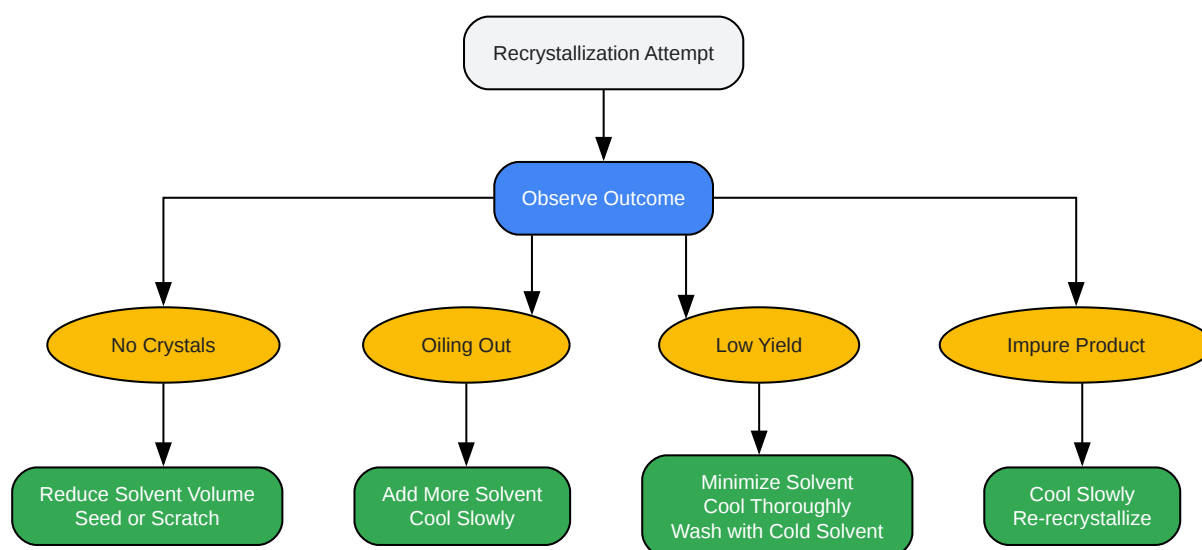 Recrystallization Attempt
Observe Outcome
No Crystals
Oiling Out
Low Yield
Impure Product
Reduce Solvent Volume
Seed or Scratch
Add More Solvent
Cool Slowly
Minimize Solvent
Cool Thoroughly
Wash with Cold Solvent
Cool Slowly
Re-recrystallize